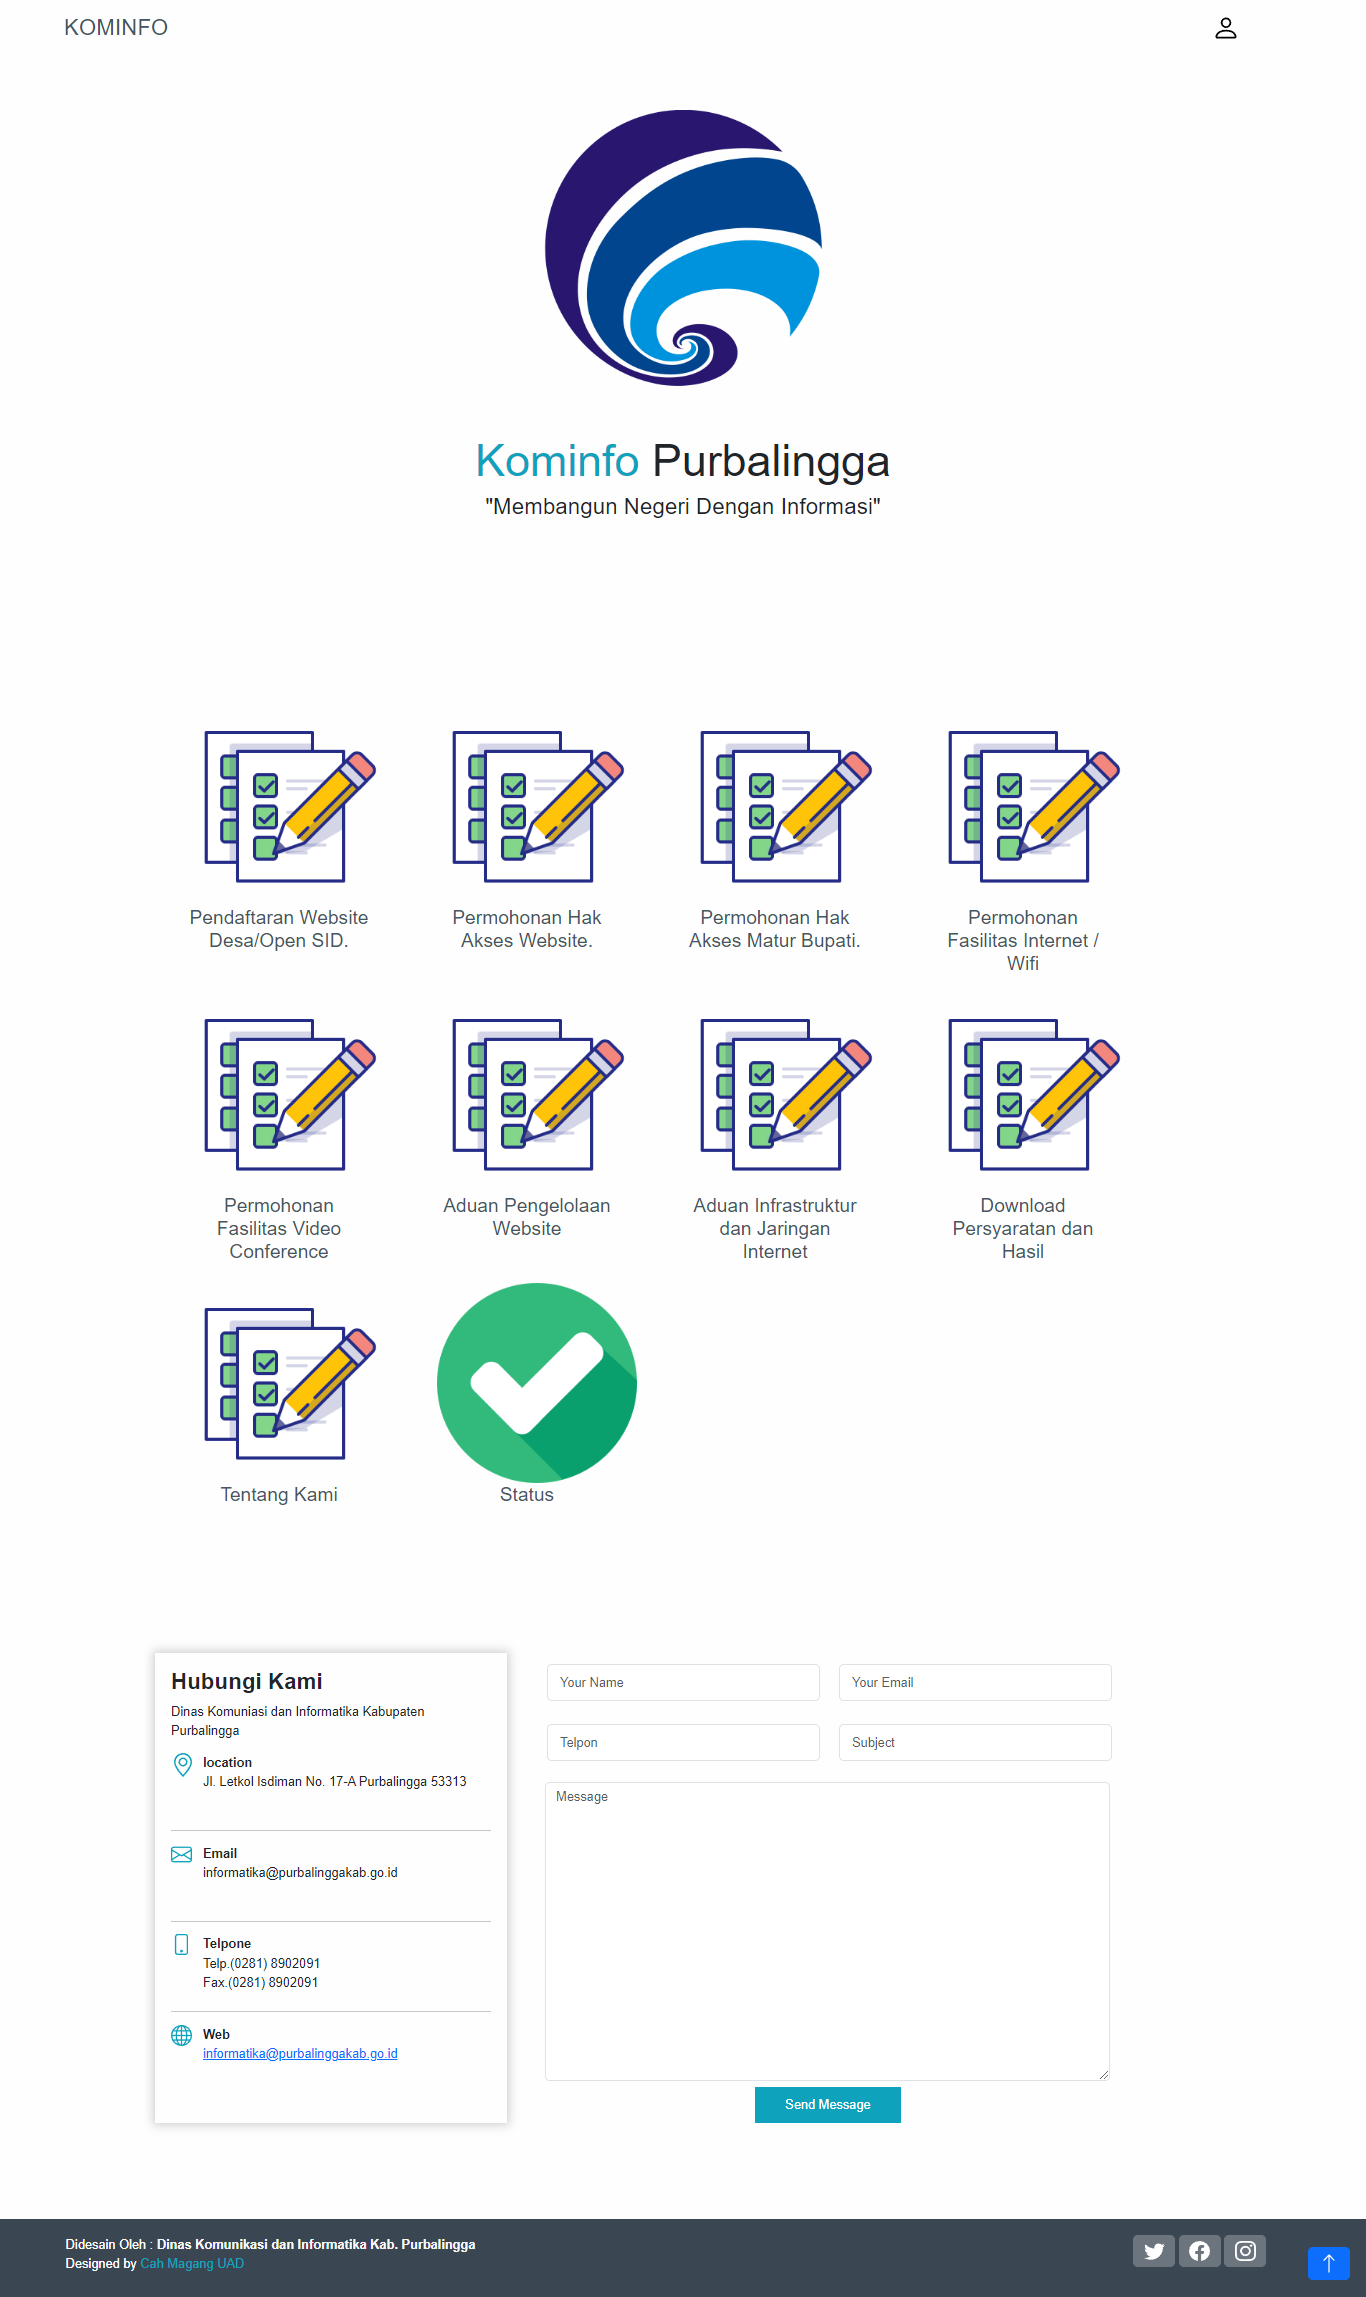 KOMINFO
Kominfo Purbalingga
"Membangun Negeri Dengan Informasi"
Pendaftaran Website
Desa/Open SID.
Permohonan Hak
Akses Website.
Permohonan Hak
Akses Matur Bupati.
Permohonan
Fasilitas Internet /
Wifi
Permohonan
Fasilitas Video
Conference
Aduan Pengelolaan
Website
Aduan Infrastruktur
dan Jaringan
Internet
Download
Persyaratan dan
Hasil
Tentang Kami
Status
Hubungi Kami
Dinas Komuniasi dan Informatika Kabupaten
Purbalingga
location
Jl. Letkol Isdiman No. 17-A Purbalingga 53313
Email
informatika@purbalinggakab.go.id
Telpone
Telp.(0281) 8902091
Fax.(0281) 8902091
Web
informatika@purbalinggakab.go.id
Your Name
Your Email
Telpon
Subject
Message
Send Message
Didesain Oleh : Dinas Komunikasi dan Informatika Kab. Purbalingga
Designed by Cah Magang UAD